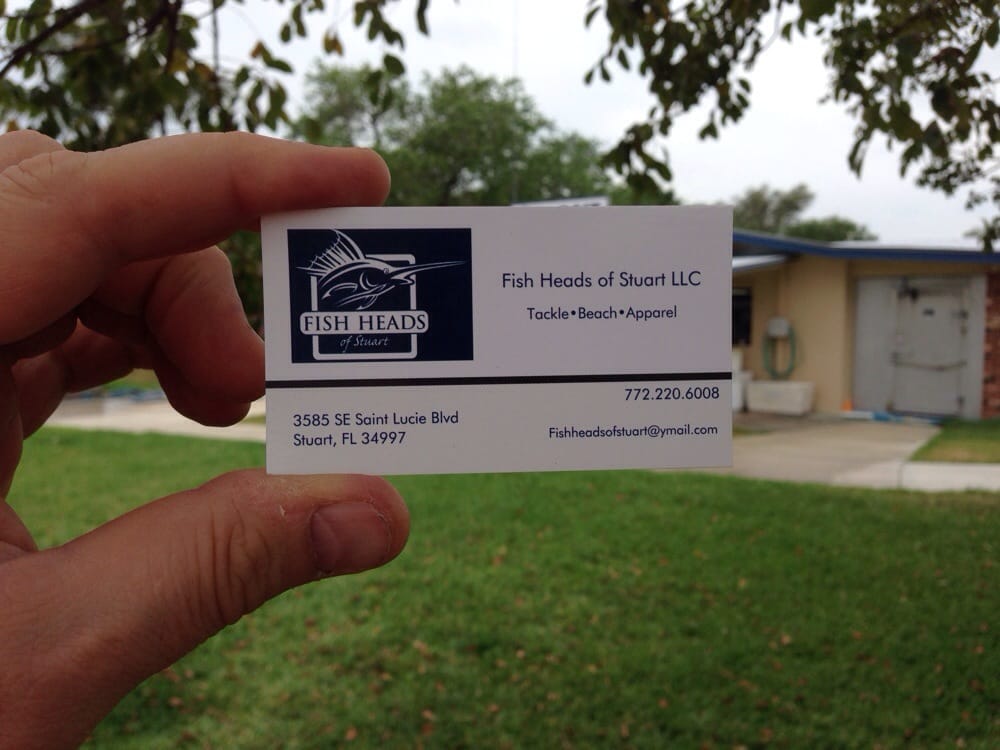 FISH HEADS
of Stuart
Fish Heads of Stuart LLC
Tackle•Beach•Apparel
772.220.6008
3585 SE Saint Lucie Blvd
Stuart, FL 34997
Fishheadsofstuart@ymail.com